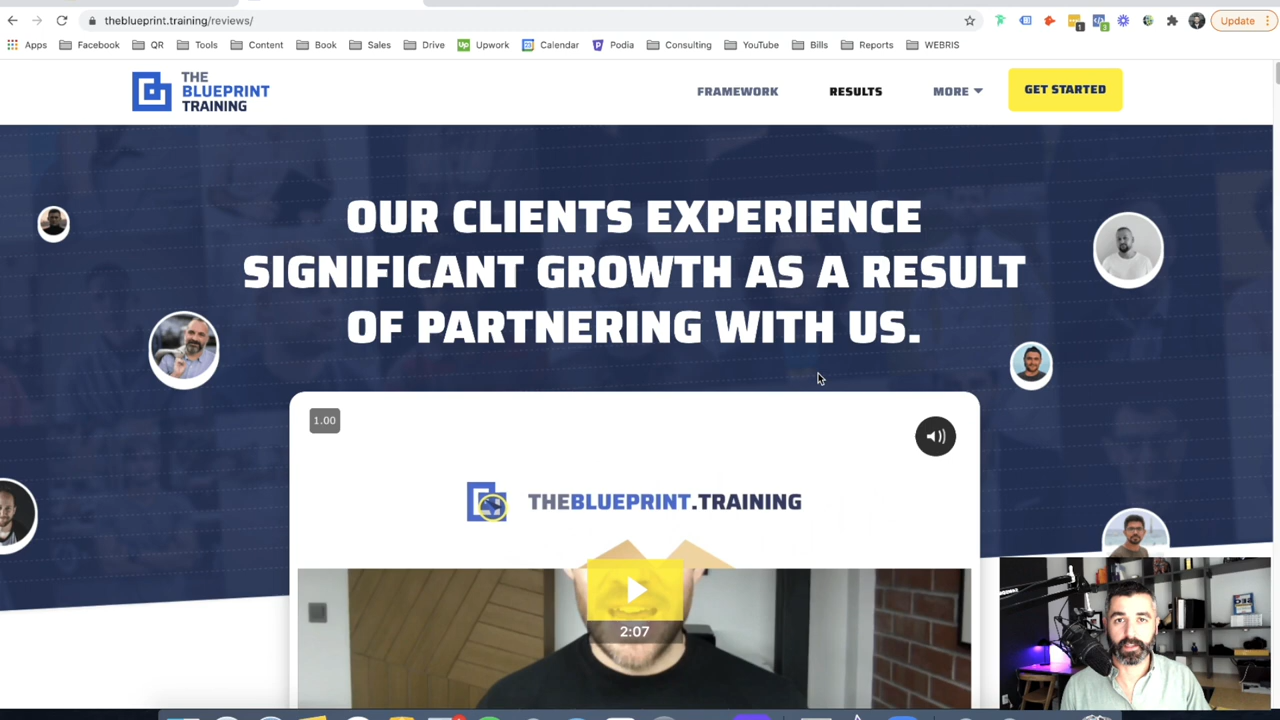 theblueprint.training/reviews/
Update
Apps Facebook QR Tools Content Book Sales Drive Up Upwork Calendar Podia Consulting YouTube Bills Reports WEBRIS
THE
BLUEPRINT
TRAINING
FRAMEWORK RESULTS MORE GET STARTED
OUR CLIENTS EXPERIENCE
SIGNIFICANT GROWTH AS A RESULT
OF PARTNERING WITH US.
1.00
THEBLUEPRINT.TRAINING
2:07